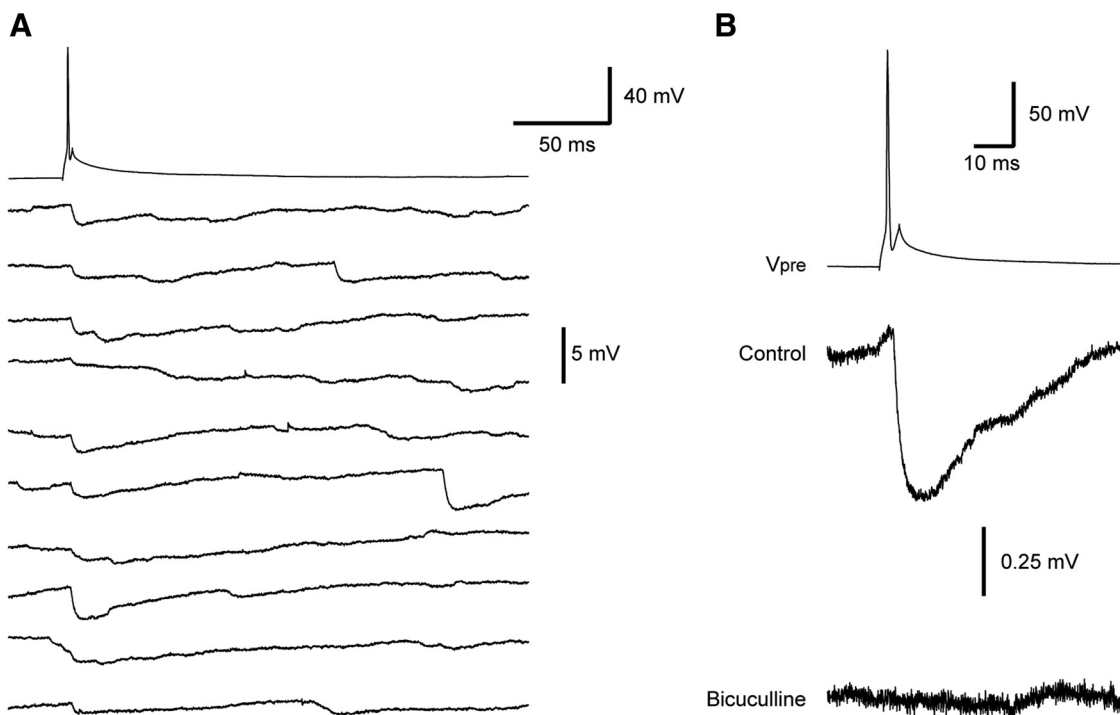 A
B
40 mV
50 ms
50 mV
10 ms
Vpre
Control
5 mV
0.25 mV
Bicuculline